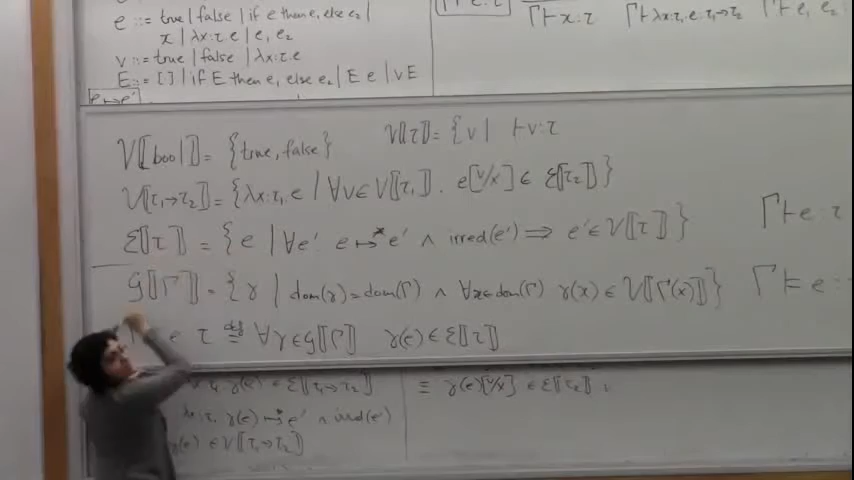 e ::= true | false | if e then e₁ else e₂ |
x | λx:τ.e | e₁ e₂
v ::= true | false | λx:τ.e
E ::= [ ] | if E then e₁ else e₂ | E e | v E
e ↦ e'
Γ ⊢ x : τ
Γ ⊢ λx:τ₁.e : τ₁→τ₂
Γ ⊢ e₁ e₂
V⟦bool⟧ = {true, false}
V⟦τ⟧ = {v | ⊢ v : τ
V⟦τ₁→τ₂⟧ = {λx:τ₁.e | ∀v ∈ V⟦τ₁⟧. e[v/x] ∈ ℰ⟦τ₂⟧}
ℰ⟦τ⟧ = {e | ∀e' e ↦* e' ∧ irred(e') ⇒ e' ∈ V⟦τ⟧}
Γ ⊢ e : τ
G⟦Γ⟧ = {γ | dom(γ) = dom(Γ) ∧ ∀x∈dom(Γ) γ(x) ∈ V⟦Γ(x)⟧}
Γ ⊨ e :
e τ ≝ ∀γ∈G⟦Γ⟧ γ(e) ∈ ℰ⟦τ⟧
γ(e) ∈ ℰ⟦τ₁→τ₂⟧
≡ γ(e)[v/x] ∈ ℰ⟦τ₂⟧
γ(e) ↦* e' ∧ irred(e')
(e) ∈ V⟦τ₁→τ₂⟧